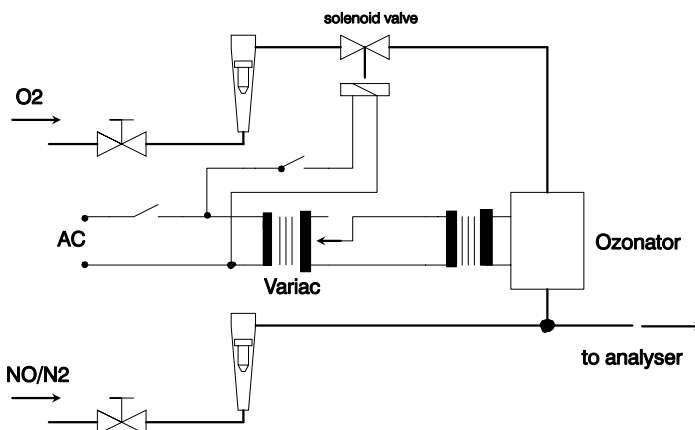 solenoid valve
O2
AC
Variac
Ozonator
to analyser
NO/N2